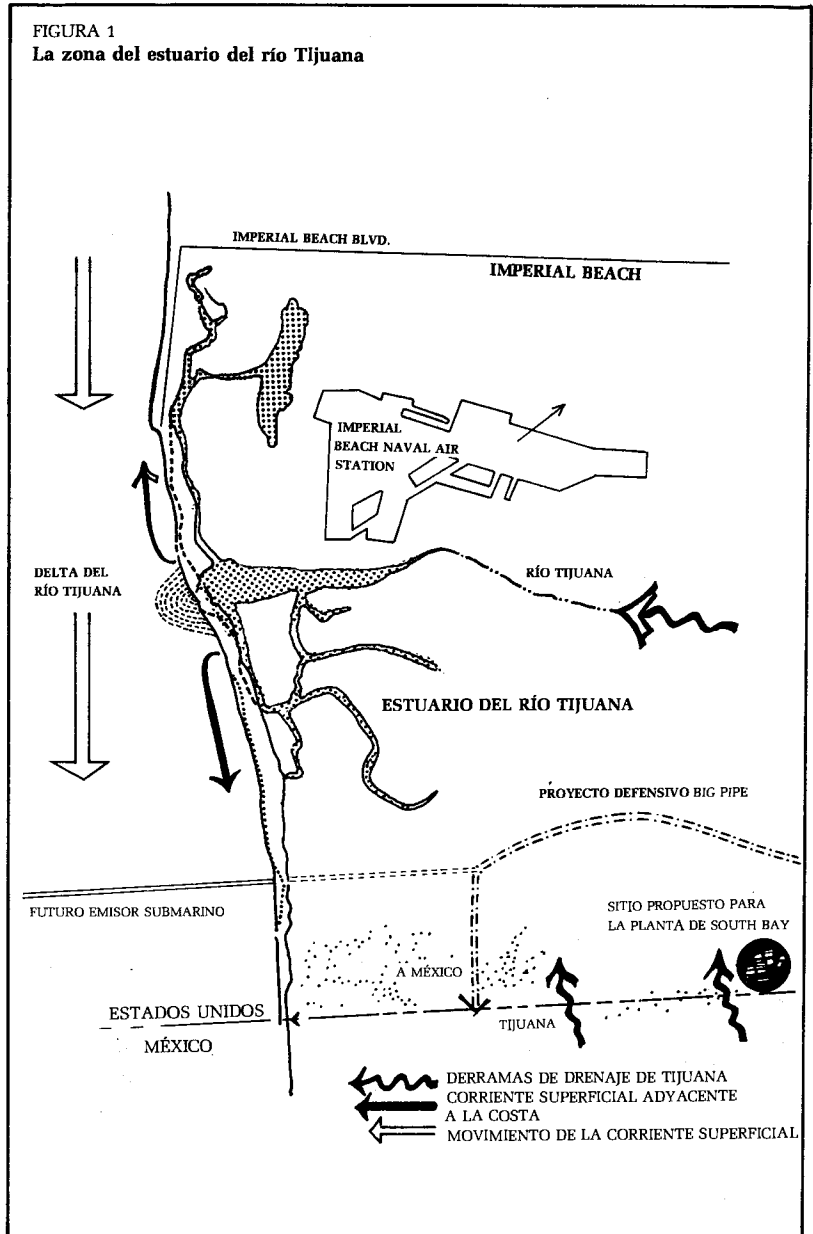 FIGURA 1
La zona del estuario del río Tijuana
IMPERIAL BEACH BLVD.
IMPERIAL BEACH
IMPERIAL
BEACH NAVAL AIR
STATION
DELTA DEL
RÍO TIJUANA
RÍO TIJUANA
ESTUARIO DEL RÍO TIJUANA
PROYECTO DEFENSIVO BIG PIPE
FUTURO EMISOR SUBMARINO
SITIO PROPUESTO PARA
LA PLANTA DE SOUTH BAY
A MÉXICO
ESTADOS UNIDOS
TIJUANA
MÉXICO
DERRAMAS DE DRENAJE DE TIJUANA
CORRIENTE SUPERFICIAL ADYACENTE
A LA COSTA
MOVIMIENTO DE LA CORRIENTE SUPERFICIAL